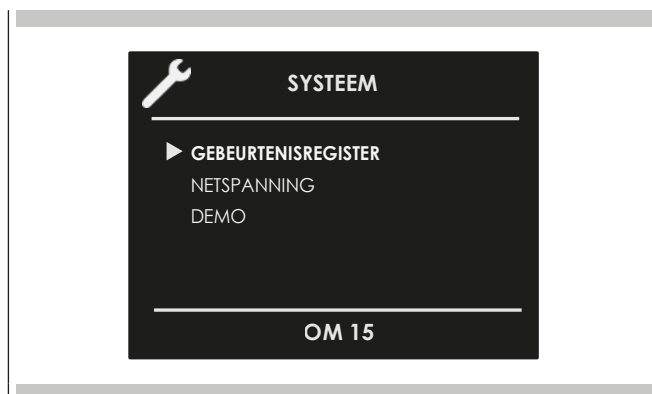 SYSTEEM
GEBEURTENISREGISTER
NETSPANNING
DEMO
OM 15